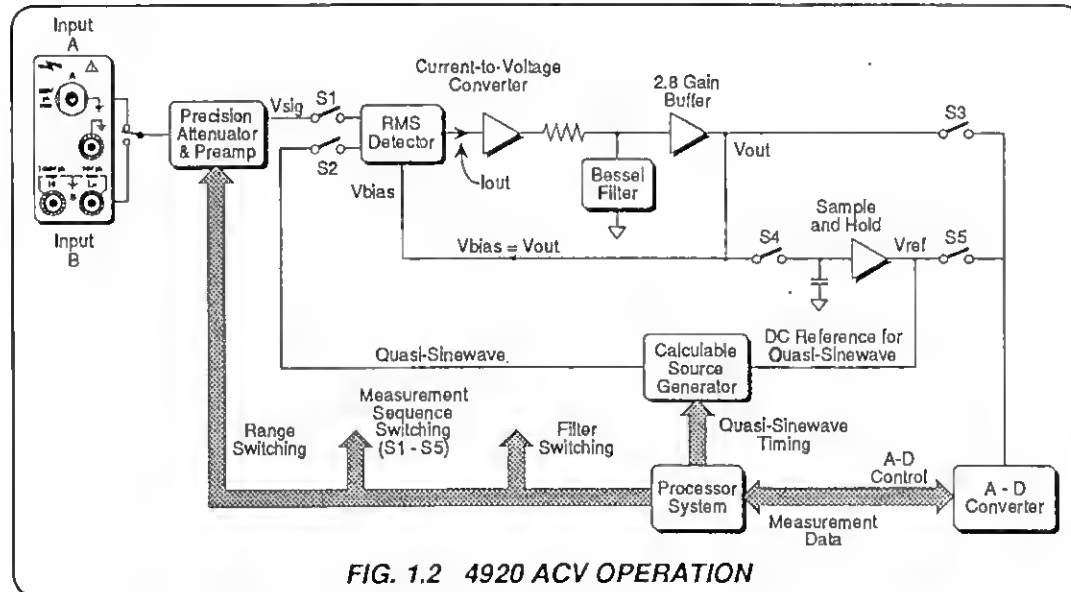 Input
A
Input
B
Precision
Attenuator
& Preamp
Vsig
S1
S2
RMS
Detector
Vbias
Iout
Current-to-Voltage
Converter
Bessel
Filter
2.8 Gain
Buffer
Vout
S3
Vbias = Vout
S4
Sample
and Hold
Vref
S5
Quasi-Sinewave
Calculable
Source
Generator
DC Reference for
Quasi-Sinewave
Range
Switching
Measurement
Sequence
Switching
(S1 - S5)
Filter
Switching
Quasi-Sinewave
Timing
Processor
System
A-D
Control
Measurement
Data
A - D
Converter
FIG. 1.2 4920 ACV OPERATION